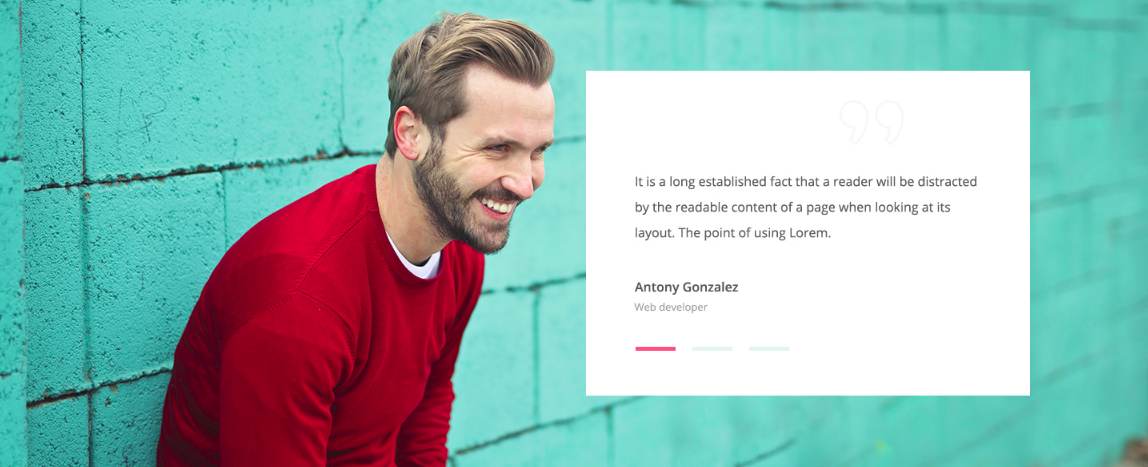 It is a long established fact that a reader will be distracted
by the readable content of a page when looking at its
layout. The point of using Lorem.
Antony Gonzalez
Web developer